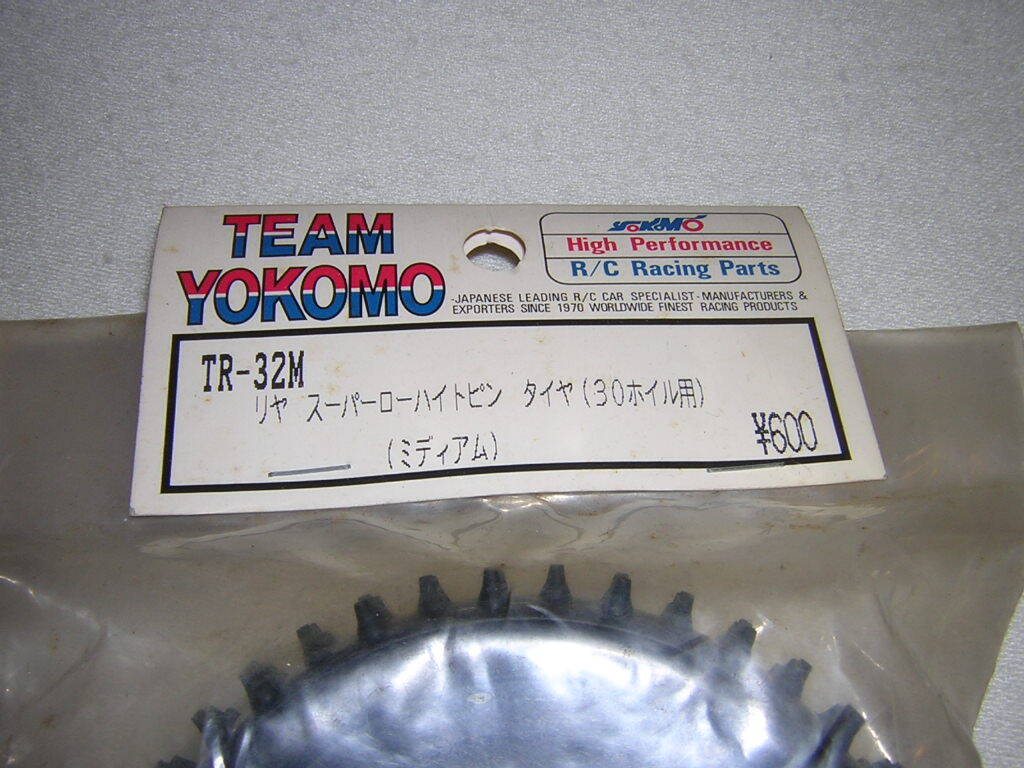 TEAM
YOKOMO
YOKOMO
High Performance
R/C Racing Parts
-JAPANESE LEADING R/C CAR SPECIALIST - MANUFACTURERS &
EXPORTERS SINCE 1970 WORLDWIDE FINEST RACING PRODUCTS
TR-32M
リヤ スーパーローハイトピン タイヤ(30ホイル用)
(ミディアム)
¥600